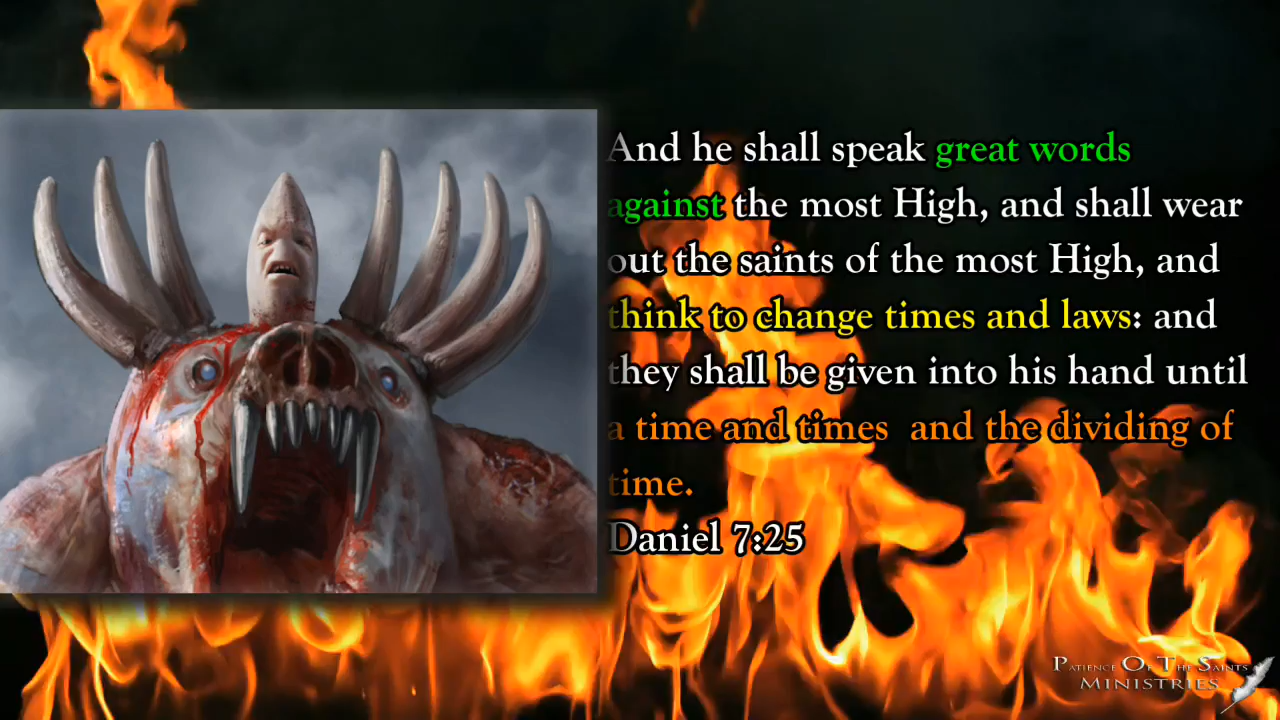 And he shall speak great words
against the most High, and shall wear
out the saints of the most High, and
think to change times and laws: and
they shall be given into his hand until
a time and times  and the dividing of
time.
Daniel 7:25
Patience Of The Saints
Ministries